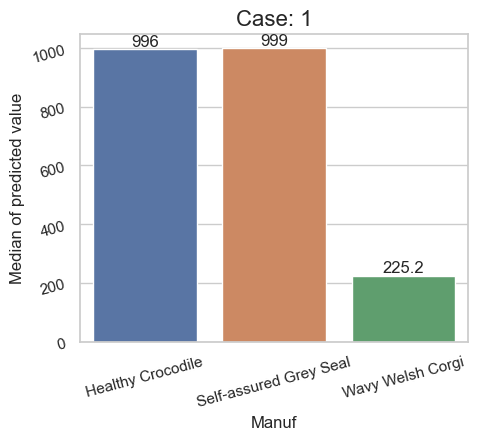 Case: 1
Median of predicted value
1000
800
600
400
200
0
996
999
225.2
Healthy Crocodile
Self-assured Grey Seal
Wavy Welsh Corgi
Manuf